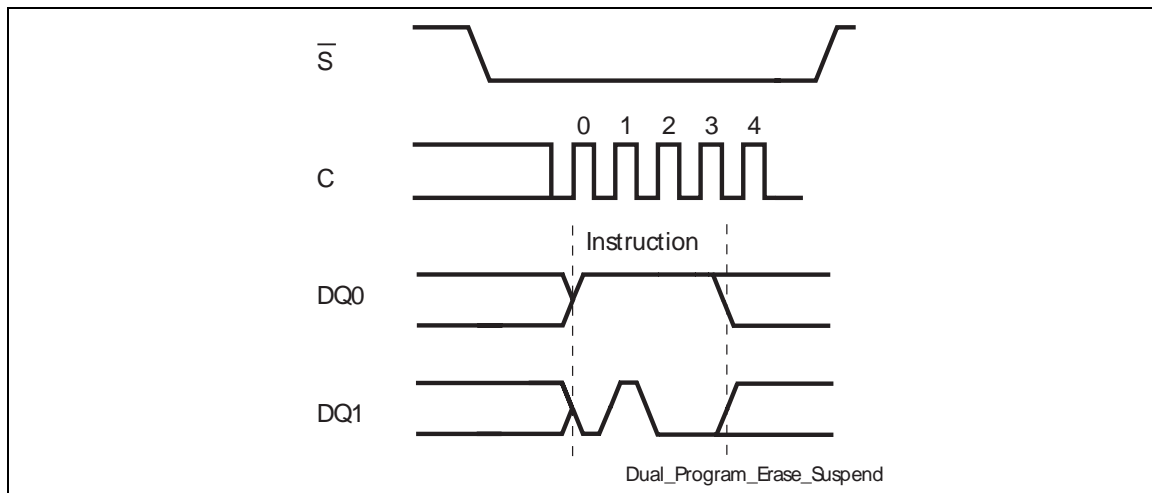 S
0 1 2 3 4
C
Instruction
DQ0
DQ1
Dual_Program_Erase_Suspend